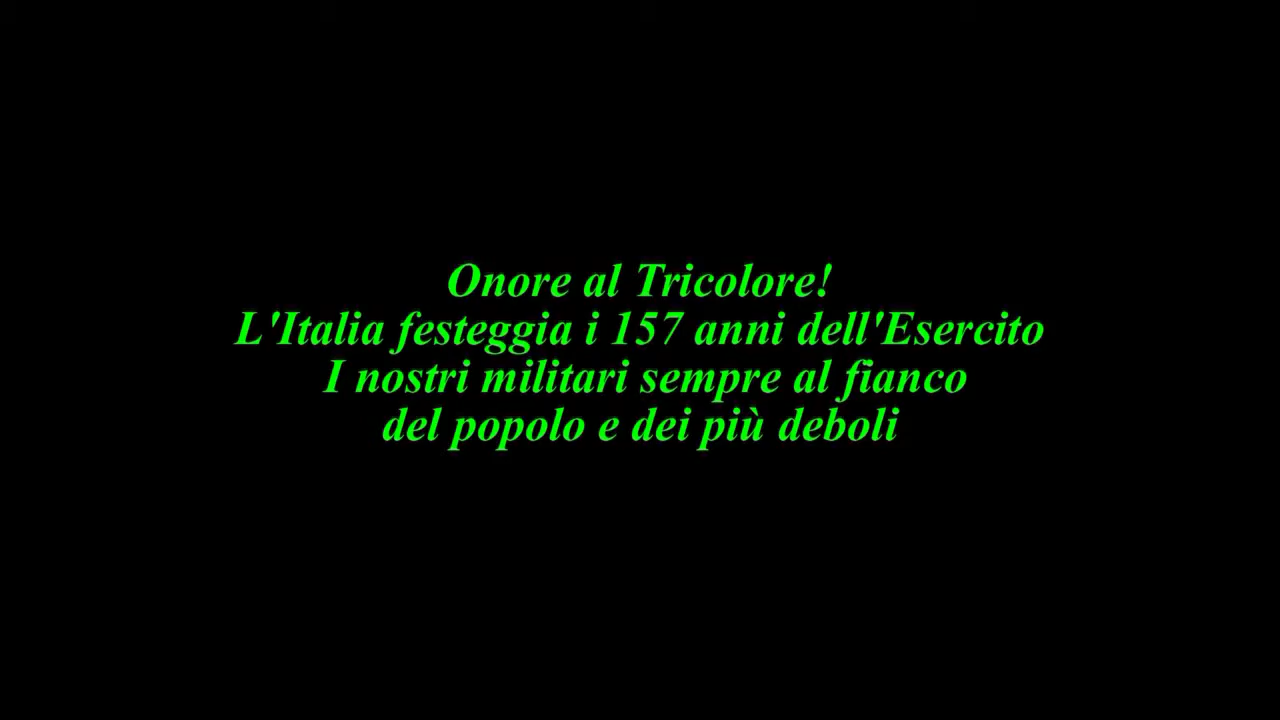 Onore al Tricolore!
L'Italia festeggia i 157 anni dell'Esercito
I nostri militari sempre al fianco
del popolo e dei più deboli